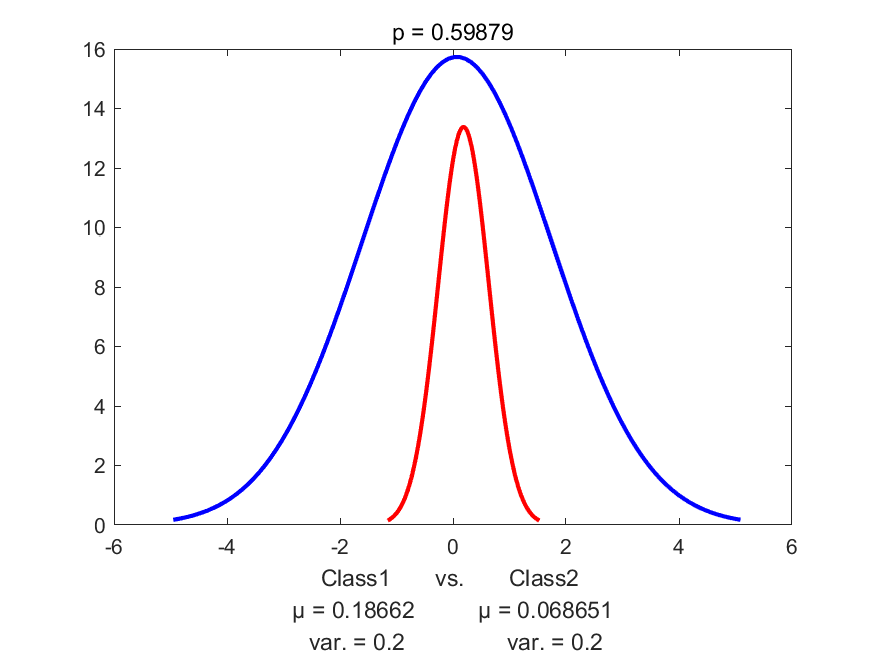 p = 0.59879
16
14
12
10
8
6
4
2
0
-6 -4 -2 0 2 4 6
Class1 vs. Class2
μ = 0.18662 μ = 0.068651
var. = 0.2 var. = 0.2